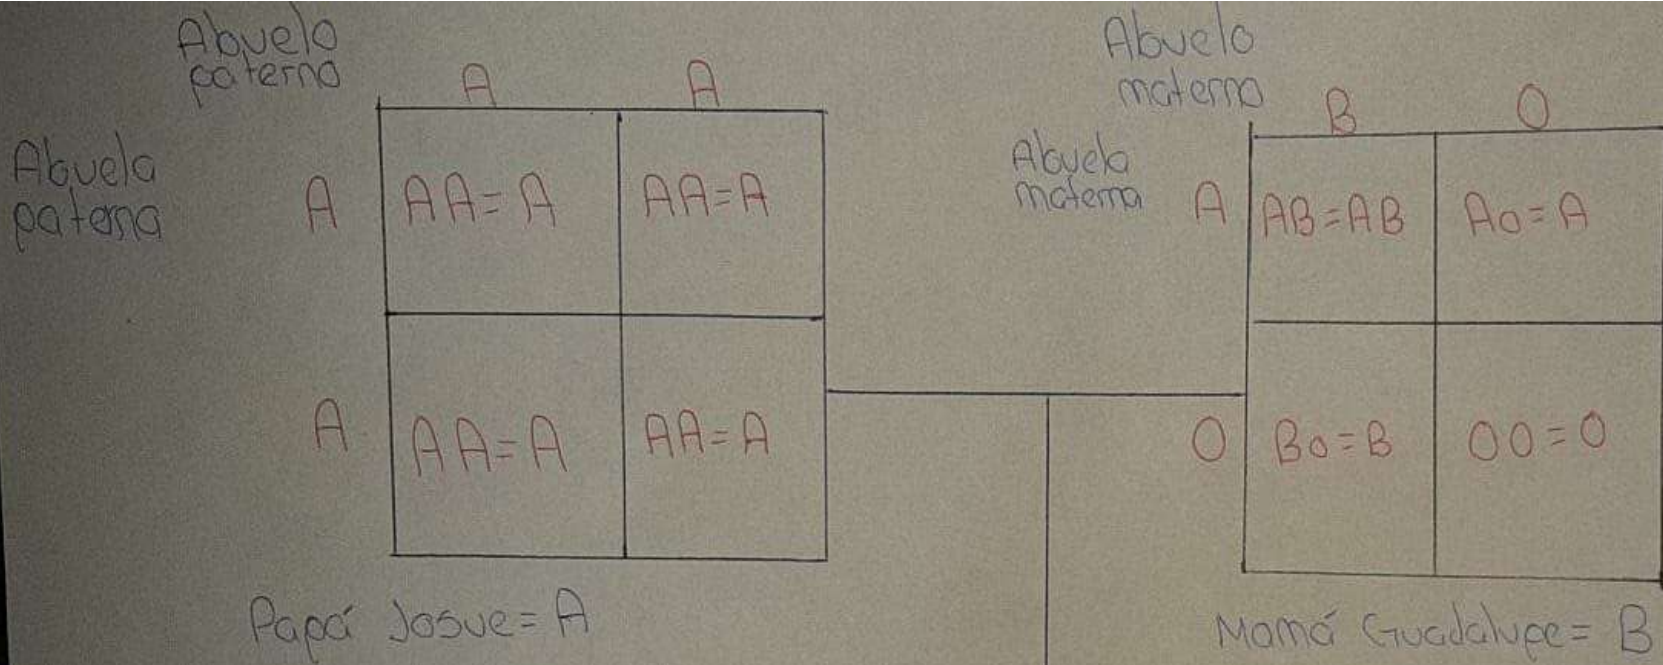 Abuelo
paterno
A A
Abuela
paterna
A AA=A AA=A
A AA=A AA=A
Papá Josue=A
Abuelo
materno
B O
Abuela
materna
A AB=AB Ao=A
O Bo=B OO=O
Mamá Guadalupe= B